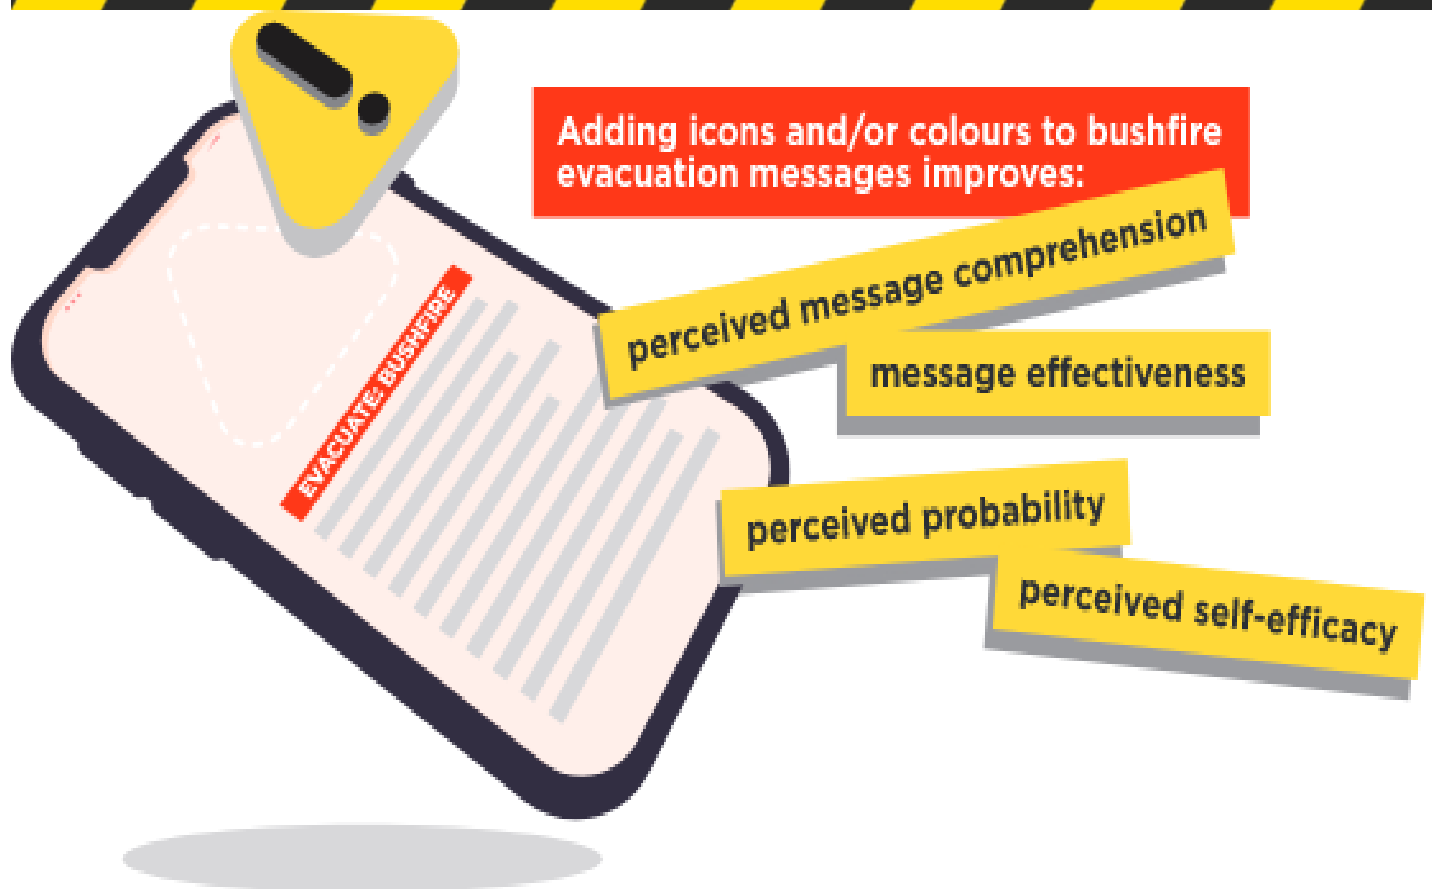 Adding icons and/or colours to bushfire
evacuation messages improves:
perceived message comprehension
message effectiveness
perceived probability
perceived self-efficacy
EVACUATE: BUSHFIRE